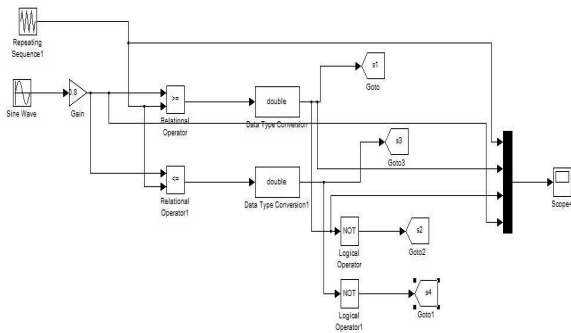 Repeating
Sequence1
Sine Wave
0.8
Gain
>=
Relational
Operator
double
Data Type Conversion
s1
Goto
<=
Relational
Operator1
double
Data Type Conversion1
s3
Goto3
NOT
Logical
Operator
s2
Goto2
NOT
Logical
Operator1
s4
Goto1
Scope4